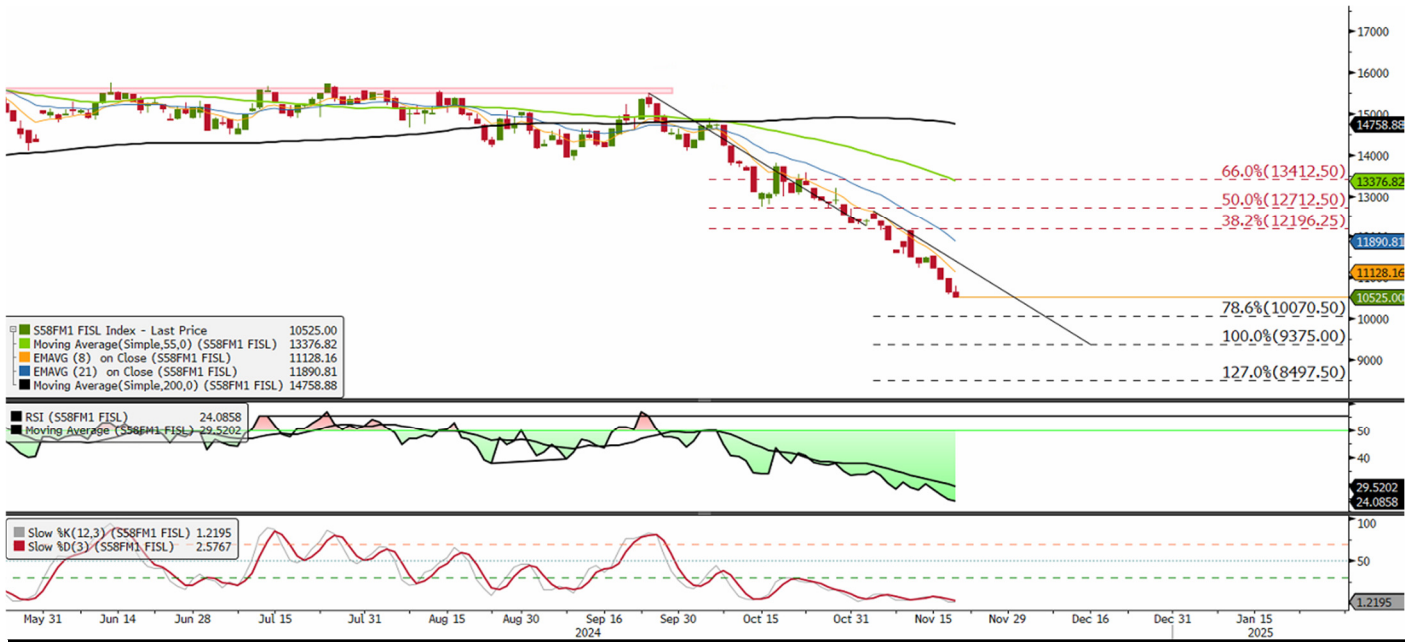 17000
16000
15000
14758.88
14000
66.0%(13412.50)
13376.82
13000
50.0%(12712.50)
38.2%(12196.25)
11890.81
11128.16
10525.00
78.6%(10070.50)
10000
100.0%(9375.00)
9000
127.0%(8497.50)
S58FM1 FISL Index - Last Price 10525.00
Moving Average(Simple,55,0) (S58FM1 FISL) 13376.82
EMAVG (8) on Close (S58FM1 FISL) 11128.16
EMAVG (21) on Close (S58FM1 FISL) 11890.81
Moving Average(Simple,200,0) (S58FM1 FISL) 14758.88
RSI (S58FM1 FISL) 24.0858
Moving Average (S58FM1 FISL) 29.5202
50
40
29.5202
24.0858
Slow %K(12,3) (S58FM1 FISL) 1.2195
Slow %D(3) (S58FM1 FISL) 2.5767
100
50
1.2195
May 31 Jun 14 Jun 28 Jul 15 Jul 31 Aug 15 Aug 30 Sep 16 Sep 30 Oct 15 Oct 31 Nov 15 Nov 29 Dec 16 Dec 31 Jan 15
2024 2025